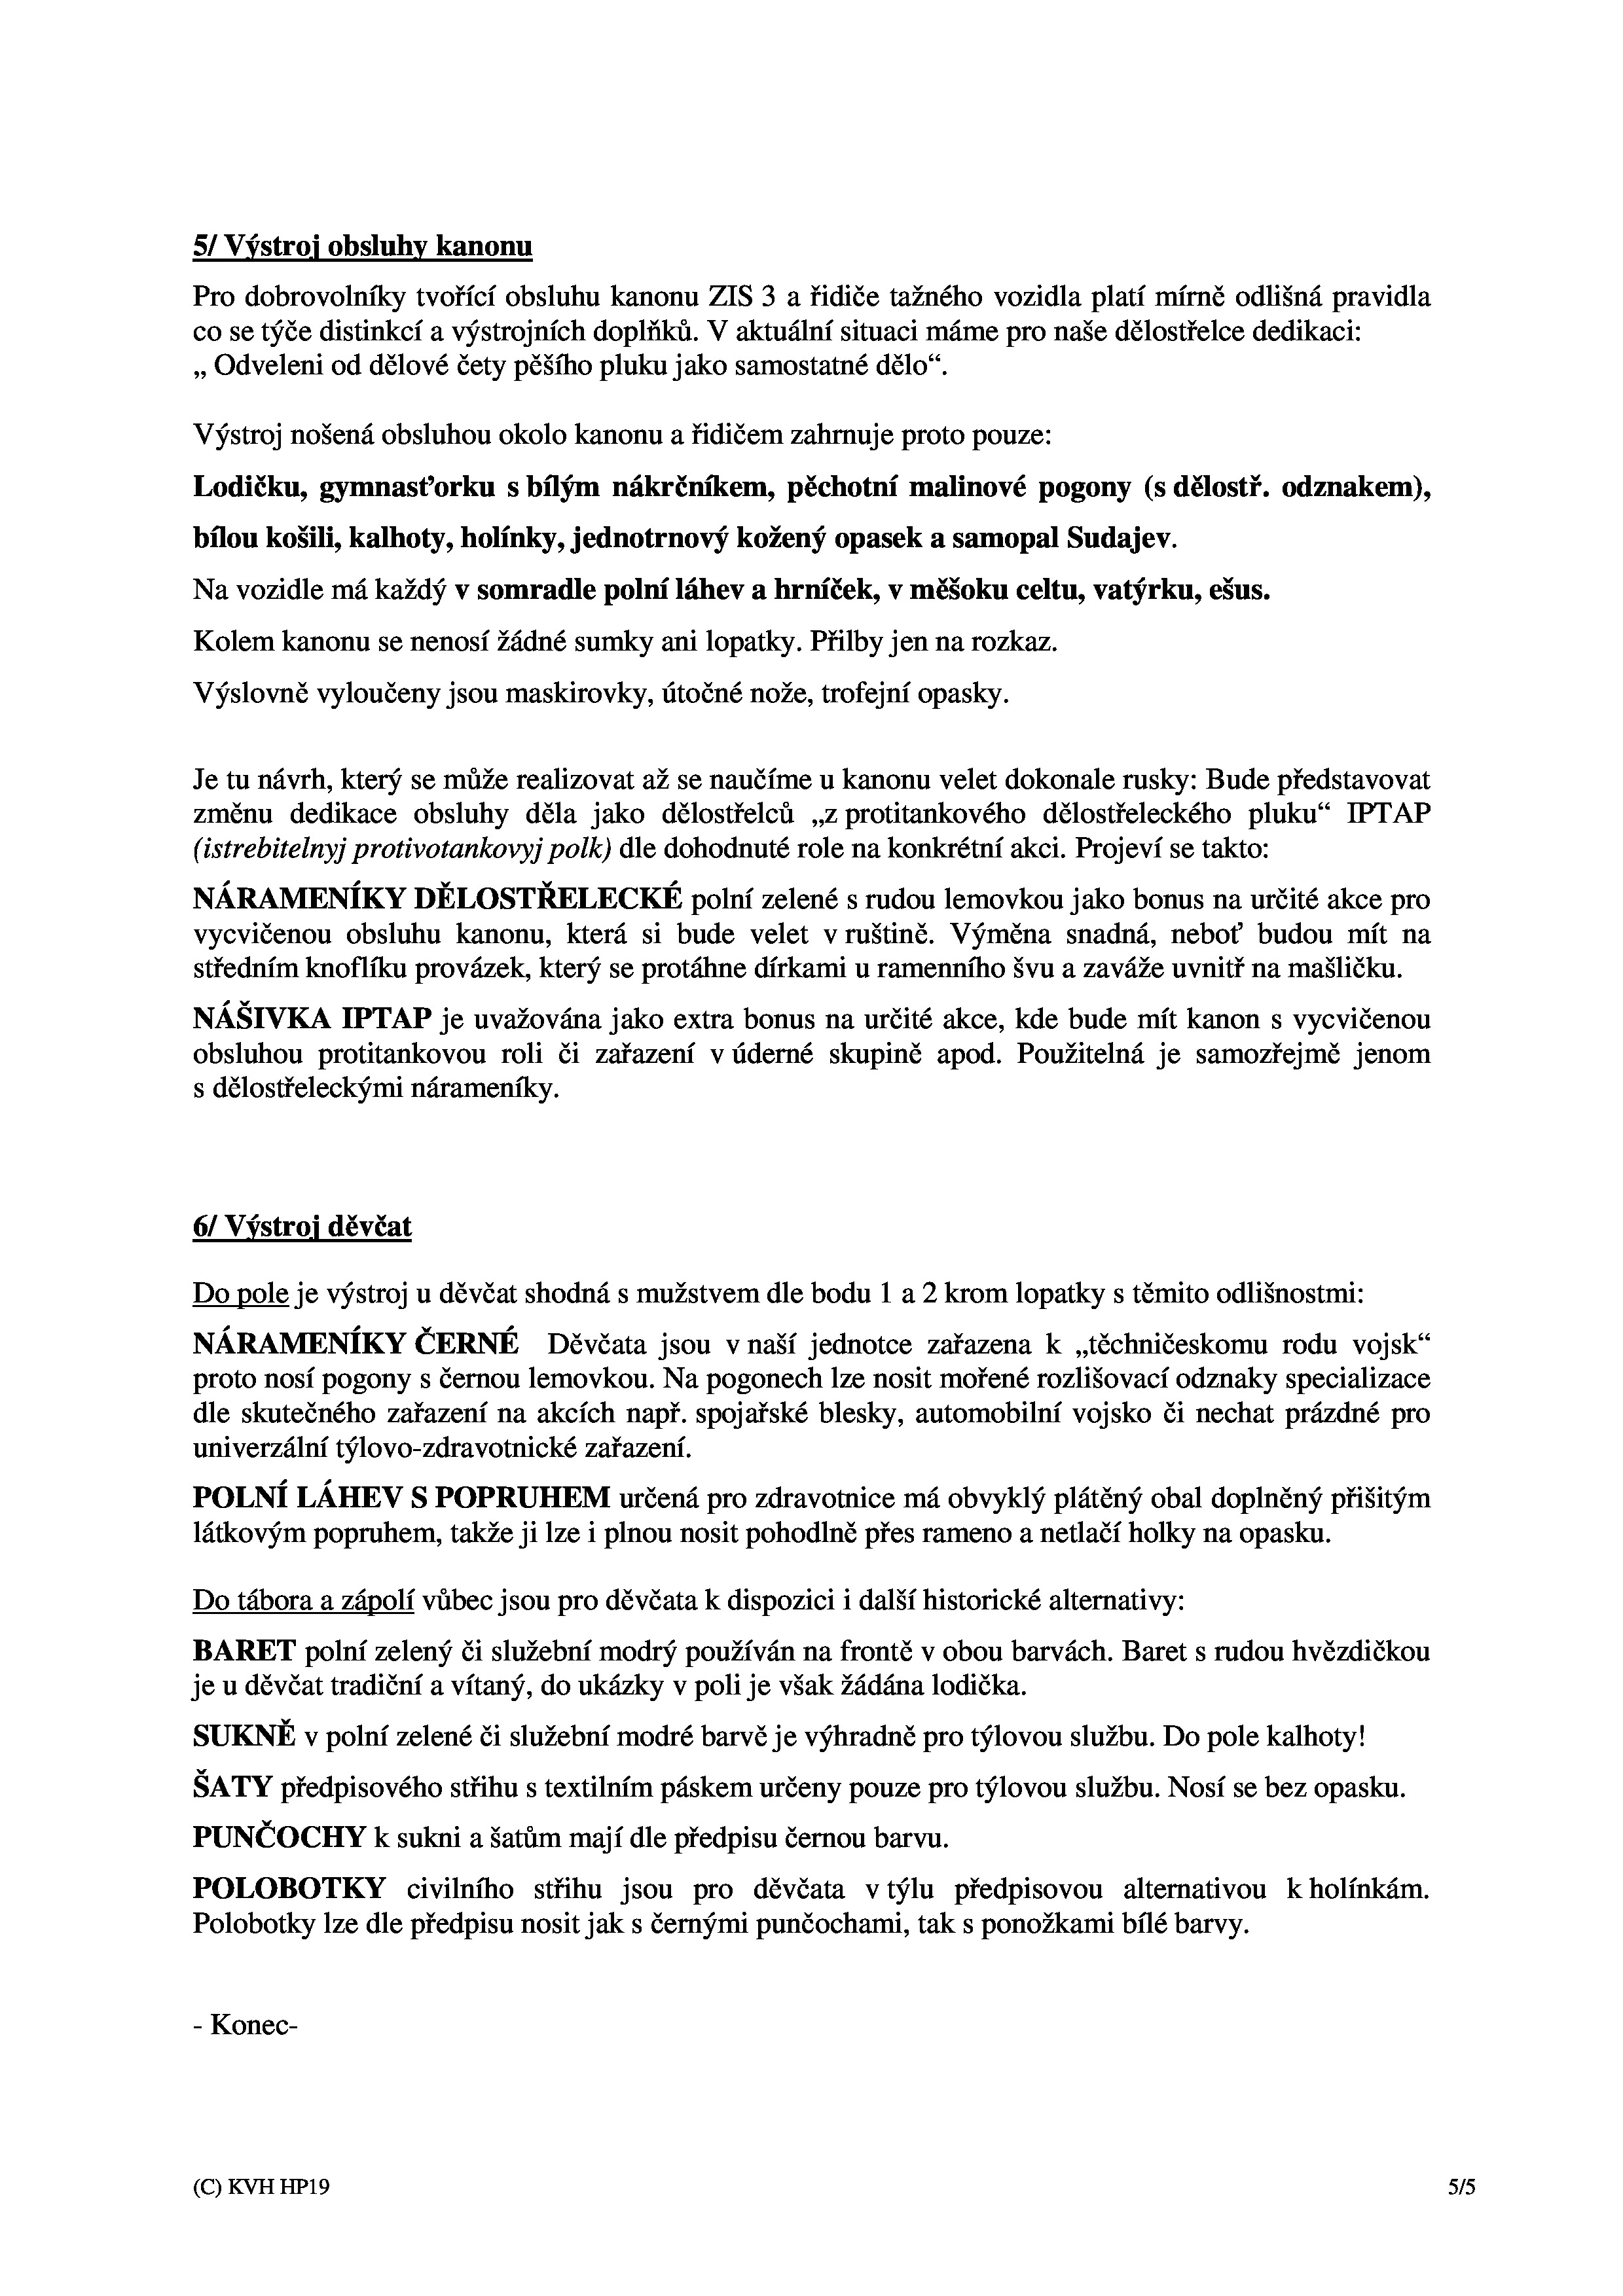 5/ Výstroj obsluhy kanonu
Pro dobrovolníky tvořící obsluhu kanonu ZIS 3 a řidiče tažného vozidla platí mírně odlišná pravidla
co se týče distinkcí a výstrojních doplňků. V aktuální situaci máme pro naše dělostřelce dedikaci:
„ Odveleni od dělové čety pěšího pluku jako samostatné dělo“.
Výstroj nošená obsluhou okolo kanonu a řidičem zahrnuje proto pouze:
Lodičku, gymnasťorku s bílým nákrčníkem, pěchotní malinové pogony (s dělostř. odznakem),
bílou košili, kalhoty, holínky, jednotrnový kožený opasek a samopal Sudajev.
Na vozidle má každý v somradle polní láhev a hrníček, v měšoku celtu, vatýrku, ešus.
Kolem kanonu se nenosí žádné sumky ani lopatky. Přilby jen na rozkaz.
Výslovně vyloučeny jsou maskirovky, útočné nože, trofejní opasky.
Je tu návrh, který se může realizovat až se naučíme u kanonu velet dokonale rusky: Bude představovat
změnu dedikace obsluhy děla jako dělostřelců „z protitankového dělostřeleckého pluku“ IPTAP
(istrebitelnyj protivotankovyj polk) dle dohodnuté role na konkrétní akci. Projeví se takto:
NÁRAMENÍKY DĚLOSTŘELECKÉ polní zelené s rudou lemovkou jako bonus na určité akce pro
vycvičenou obsluhu kanonu, která si bude velet v ruštině. Výměna snadná, neboť budou mít na
středním knoflíku provázek, který se protáhne dírkami u ramenního švu a zaváže uvnitř na mašličku.
NÁŠIVKA IPTAP je uvažována jako extra bonus na určité akce, kde bude mít kanon s vycvičenou
obsluhou protitankovou roli či zařazení v úderné skupině apod. Použitelná je samozřejmě jenom
s dělostřeleckými nárameníky.
6/ Výstroj děvčat
Do pole je výstroj u děvčat shodná s mužstvem dle bodu 1 a 2 krom lopatky s těmito odlišnostmi:
NÁRAMENÍKY ČERNÉ Děvčata jsou v naší jednotce zařazena k „těchničeskomu rodu vojsk“
proto nosí pogony s černou lemovkou. Na pogonech lze nosit mořené rozlišovací odznaky specializace
dle skutečného zařazení na akcích např. spojařské blesky, automobilní vojsko či nechat prázdné pro
univerzální týlovo-zdravotnické zařazení.
POLNÍ LÁHEV S POPRUHEM určená pro zdravotnice má obvyklý plátěný obal doplněný přišitým
látkovým popruhem, takže ji lze i plnou nosit pohodlně přes rameno a netlačí holky na opasku.
Do tábora a zápolí vůbec jsou pro děvčata k dispozici i další historické alternativy:
BARET polní zelený či služební modrý používán na frontě v obou barvách. Baret s rudou hvězdičkou
je u děvčat tradiční a vítaný, do ukázky v poli je však žádána lodička.
SUKNĚ v polní zelené či služební modré barvě je výhradně pro týlovou službu. Do pole kalhoty!
ŠATY předpisového střihu s textilním páskem určeny pouze pro týlovou službu. Nosí se bez opasku.
PUNČOCHY k sukni a šatům mají dle předpisu černou barvu.
POLOBOTKY civilního střihu jsou pro děvčata v týlu předpisovou alternativou k holínkám.
Polobotky lze dle předpisu nosit jak s černými punčochami, tak s ponožkami bílé barvy.
- Konec-
(C) KVH HP19 5/5